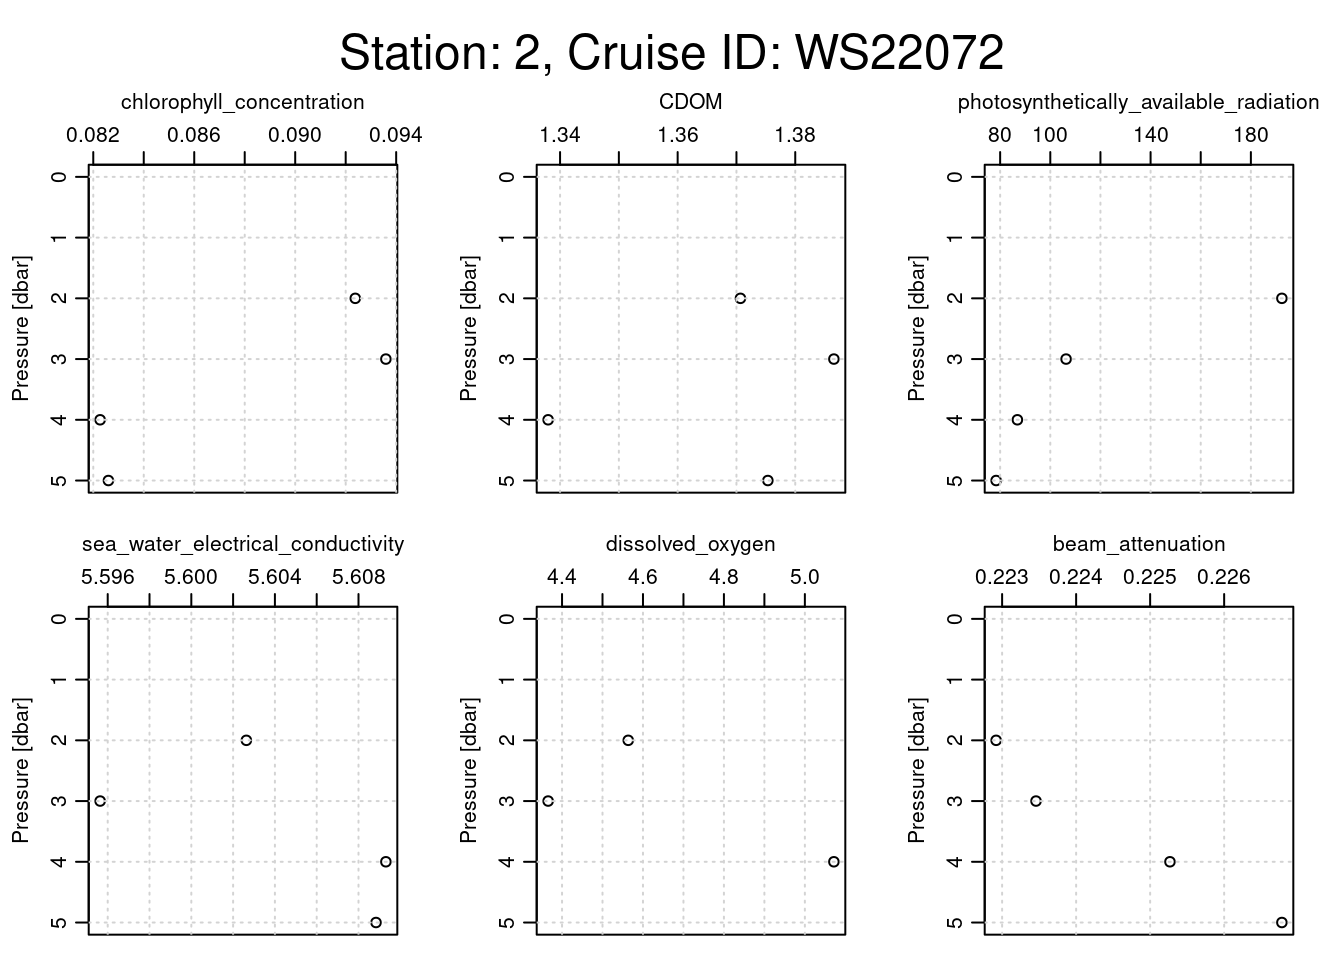 Station: 2, Cruise ID: WS22072
chlorophyll_concentration
0.082 0.086 0.090 0.094
Pressure [dbar]
0
1
2
3
4
5
CDOM
1.34 1.36 1.38
Pressure [dbar]
0
1
2
3
4
5
photosynthetically_available_radiation
80 100 140 180
Pressure [dbar]
0
1
2
3
4
5
sea_water_electrical_conductivity
5.596 5.600 5.604 5.608
Pressure [dbar]
0
1
2
3
4
5
dissolved_oxygen
4.4 4.6 4.8 5.0
Pressure [dbar]
0
1
2
3
4
5
beam_attenuation
0.223 0.224 0.225 0.226
Pressure [dbar]
0
1
2
3
4
5